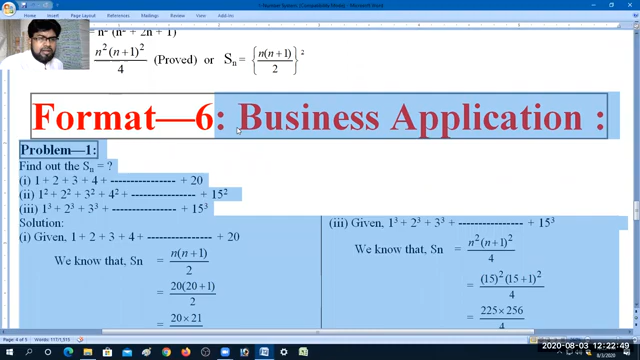 1 Number System. [Compatibility Mode] - Microsoft Word
Home Insert Page Layout References Mailings Review View Add-Ins
= n² (n² + 2n + 1)
n² (n+1)² / 4 (Proved) or Sn = {n(n+1) / 2}²
Format—6: Business Application :
Problem—1:
Find out the Sn = ?
(i) 1 + 2 + 3 + 4 + ------------------- + 20
(ii) 1² + 2² + 3² + 4² + ------------------- + 15²
(iii) 1³ + 2³ + 3³ + ------------------- + 15³
Solution:
(i) Given, 1 + 2 + 3 + 4 + ------------------- + 20
We know that, Sn = n(n+1) / 2
= 20(20+1) / 2
= 20 × 21
(iii) Given, 1³ + 2³ + 3³ + ------------------- + 15³
We know that, Sn = n² (n+1)² / 4
= (15)² (15+1)² / 4
= 225 × 256 / 4
2020-08-03 12:22:49